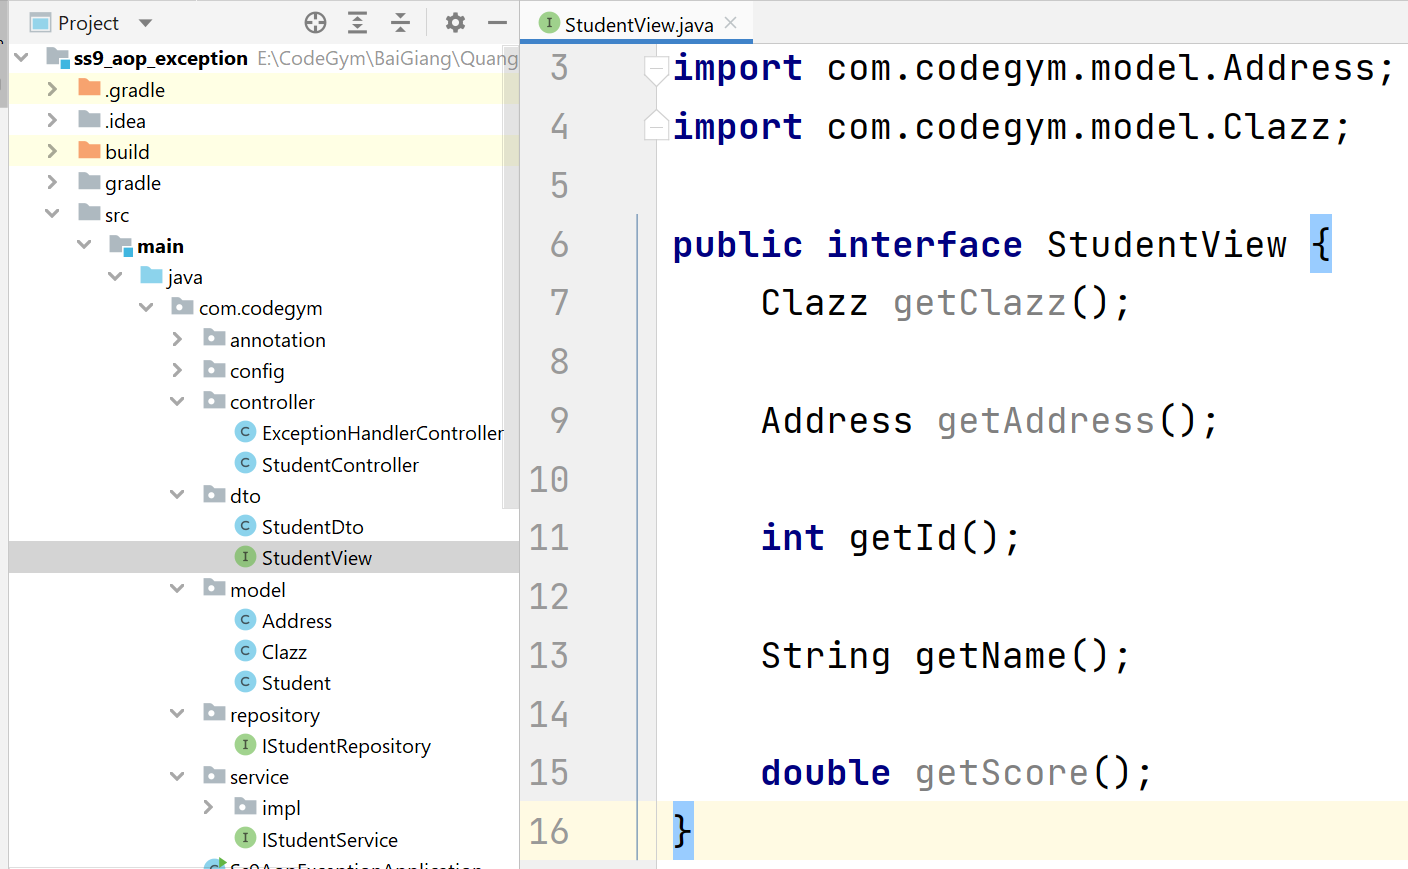 Project
ss9_aop_exception E:\CodeGym\BaiGiang\Quang
.gradle
.idea
build
gradle
src
main
java
com.codegym
annotation
config
controller
C ExceptionHandlerController
C StudentController
dto
C StudentDto
I StudentView
model
C Address
C Clazz
C Student
repository
I IStudentRepository
service
impl
I IStudentService
Ss9AopExceptionApplication
I StudentView.java
3 import com.codegym.model.Address;
4 import com.codegym.model.Clazz;
5
6 public interface StudentView {
7 Clazz getClazz();
8
9 Address getAddress();
10
11 int getId();
12
13 String getName();
14
15 double getScore();
16 }